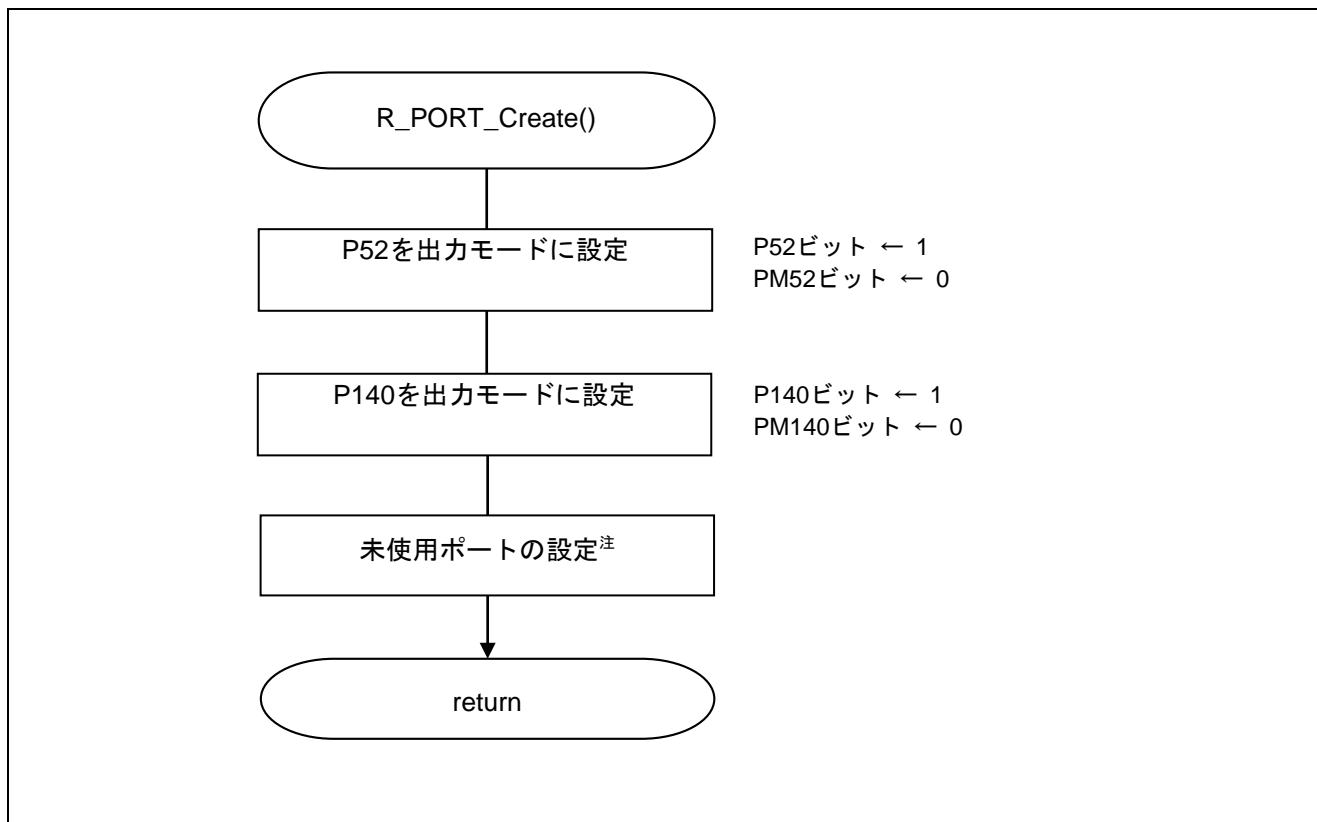 R_PORT_Create()
P52を出力モードに設定
P52ビット ← 1
PM52ビット ← 0
P140を出力モードに設定
P140ビット ← 1
PM140ビット ← 0
未使用ポートの設定注
return